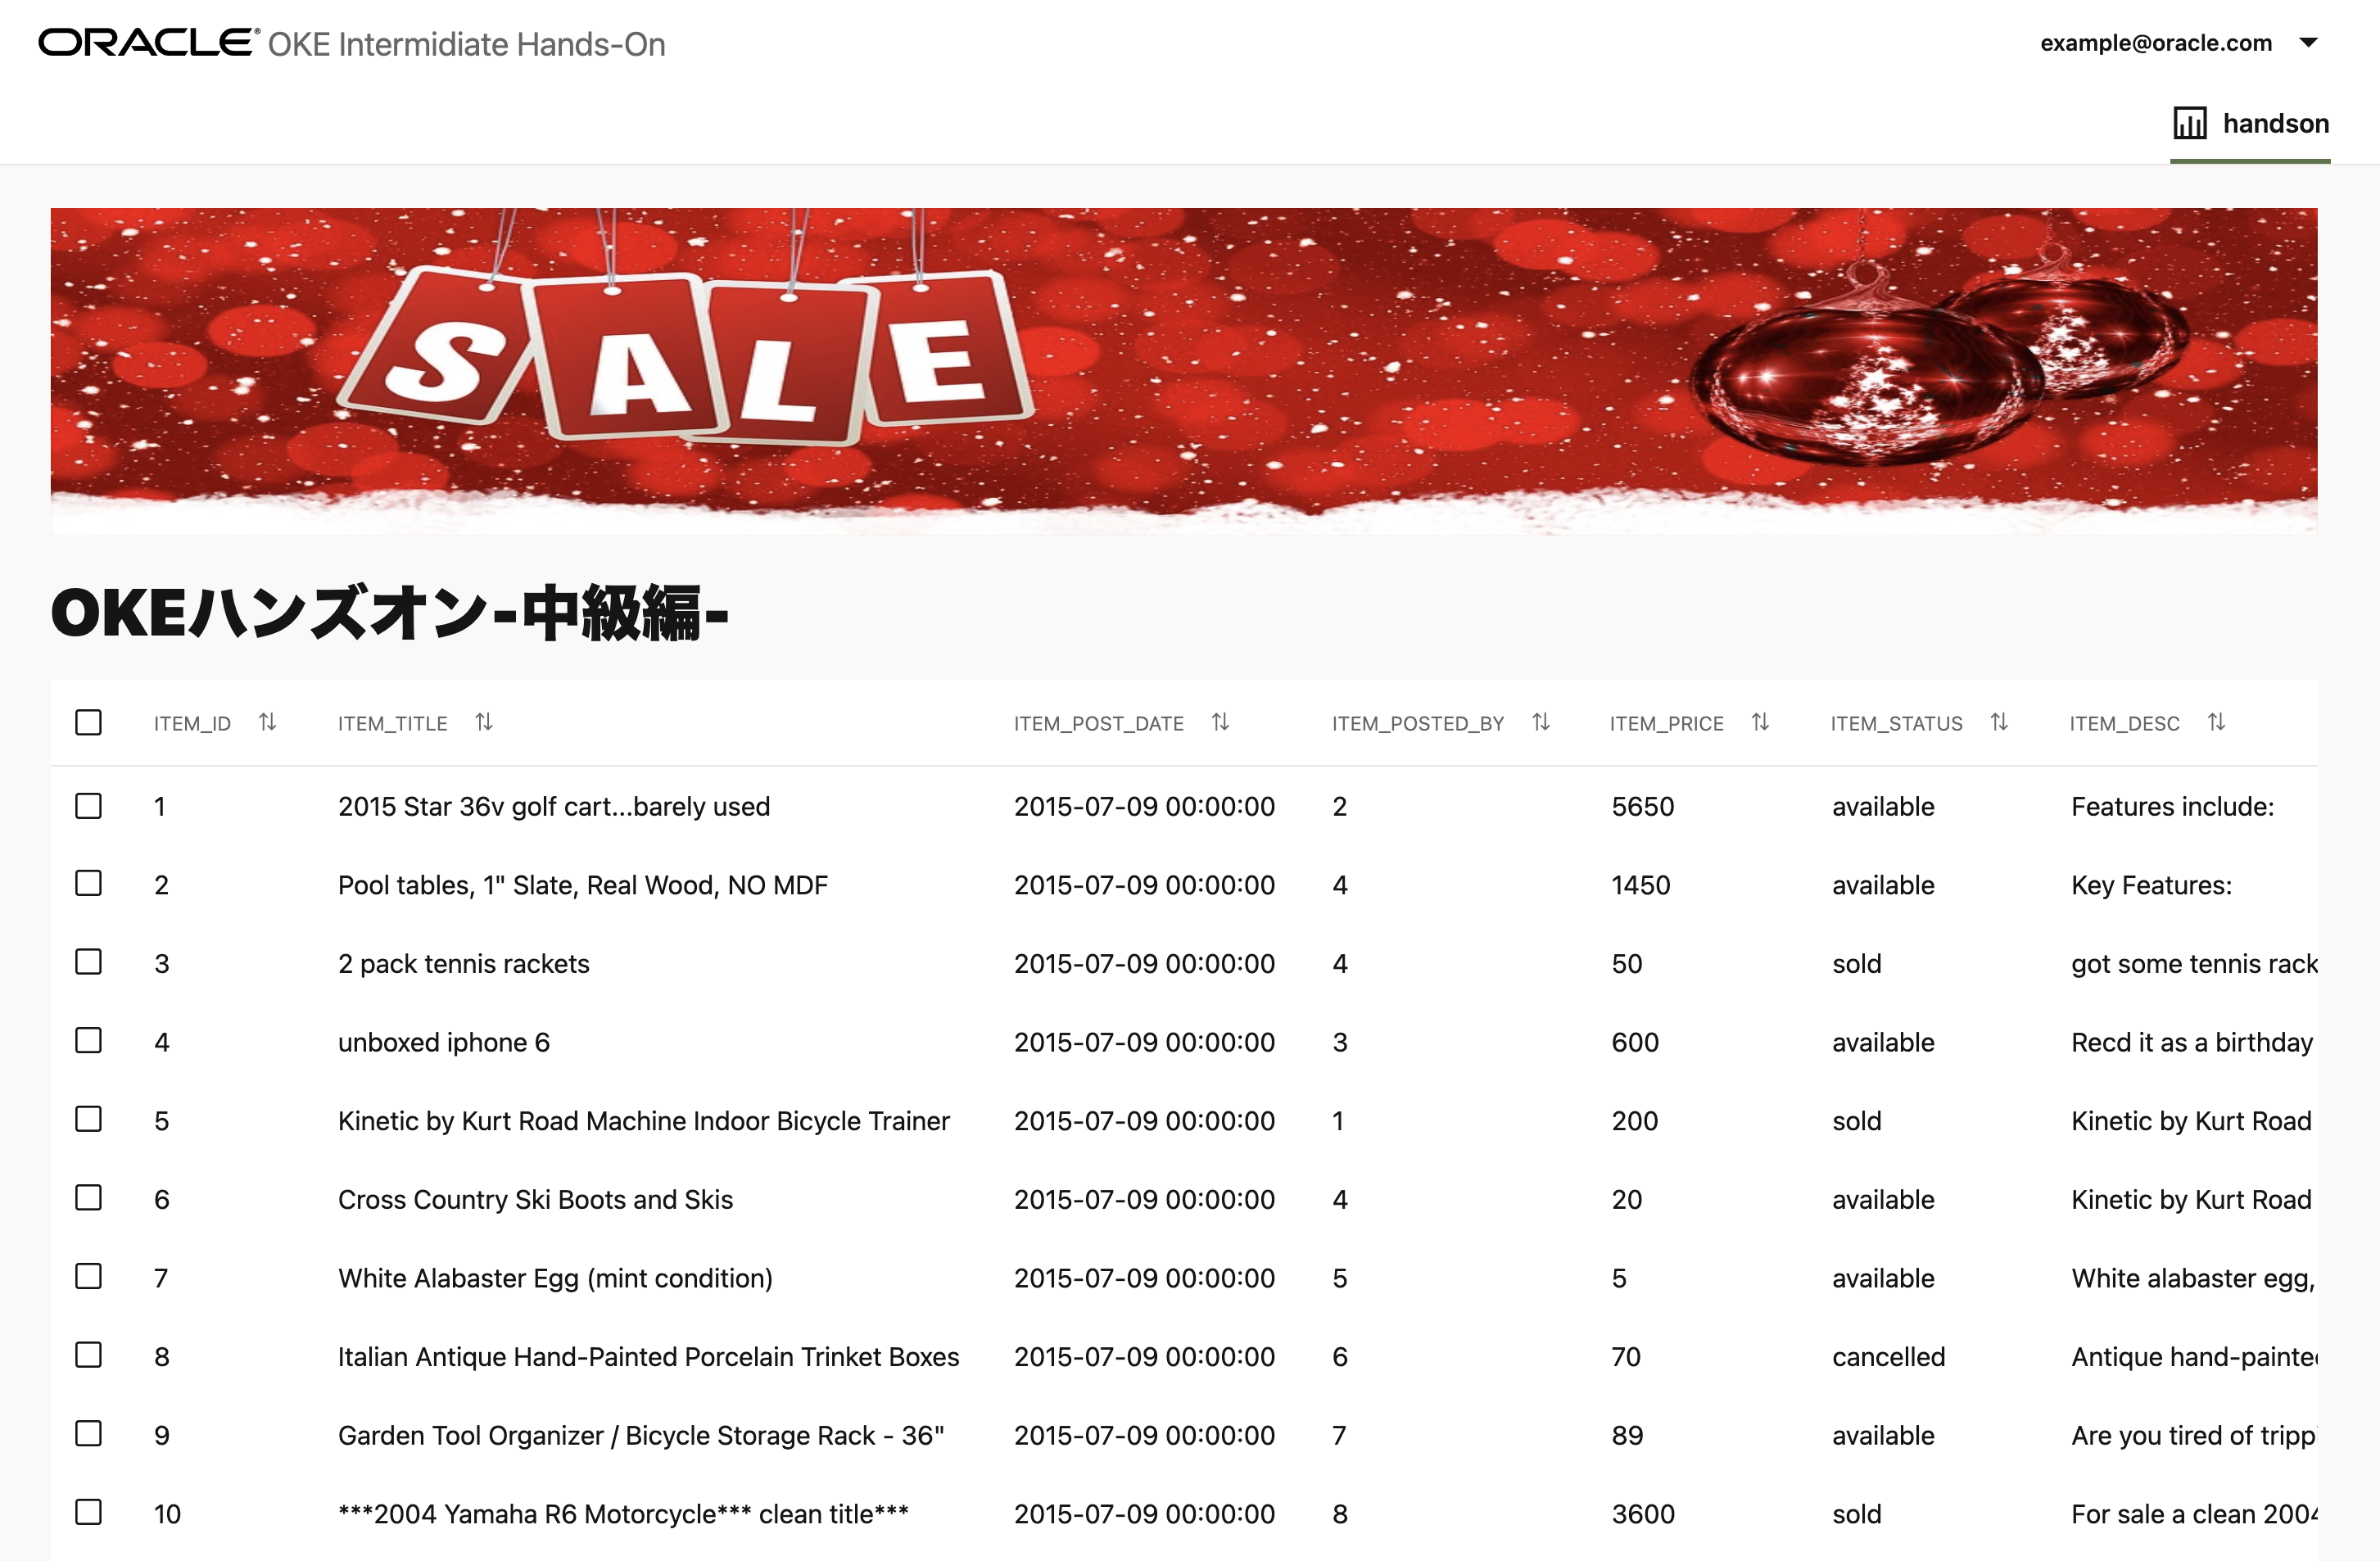 ORACLE® OKE Intermidiate Hands-On
example@oracle.com
handson
SALE
OKEハンズオン-中級編-
ITEM_ID ITEM_TITLE ITEM_POST_DATE ITEM_POSTED_BY ITEM_PRICE ITEM_STATUS ITEM_DESC
1 2015 Star 36v golf cart...barely used 2015-07-09 00:00:00 2 5650 available Features include:
2 Pool tables, 1" Slate, Real Wood, NO MDF 2015-07-09 00:00:00 4 1450 available Key Features:
3 2 pack tennis rackets 2015-07-09 00:00:00 4 50 sold got some tennis rack
4 unboxed iphone 6 2015-07-09 00:00:00 3 600 available Recd it as a birthday
5 Kinetic by Kurt Road Machine Indoor Bicycle Trainer 2015-07-09 00:00:00 1 200 sold Kinetic by Kurt Road
6 Cross Country Ski Boots and Skis 2015-07-09 00:00:00 4 20 available Kinetic by Kurt Road
7 White Alabaster Egg (mint condition) 2015-07-09 00:00:00 5 5 available White alabaster egg,
8 Italian Antique Hand-Painted Porcelain Trinket Boxes 2015-07-09 00:00:00 6 70 cancelled Antique hand-painte
9 Garden Tool Organizer / Bicycle Storage Rack - 36" 2015-07-09 00:00:00 7 89 available Are you tired of tripp
10 ***2004 Yamaha R6 Motorcycle*** clean title*** 2015-07-09 00:00:00 8 3600 sold For sale a clean 2004